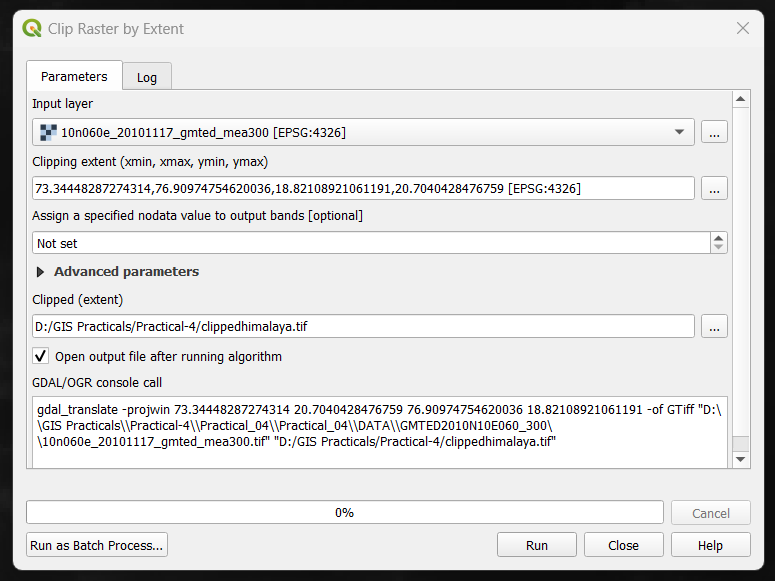 Clip Raster by Extent
Parameters
Log
Input layer
10n060e_20101117_gmted_mea300 [EPSG:4326]
...
Clipping extent (xmin, xmax, ymin, ymax)
73.34448287274314,76.90974754620036,18.82108921061191,20.7040428476759 [EPSG:4326]
...
Assign a specified nodata value to output bands [optional]
Not set
Advanced parameters
Clipped (extent)
D:/GIS Practicals/Practical-4/clippedhimalaya.tif
...
Open output file after running algorithm
GDAL/OGR console call
gdal_translate -projwin 73.34448287274314 20.7040428476759 76.90974754620036 18.82108921061191 -of GTiff "D:\
\GIS Practicals\\Practical-4\\Practical_04\\Practical_04\\DATA\\GMTED2010N10E060_300\
\10n060e_20101117_gmted_mea300.tif" "D:/GIS Practicals/Practical-4/clippedhimalaya.tif"
0%
Cancel
Run as Batch Process...
Run
Close
Help